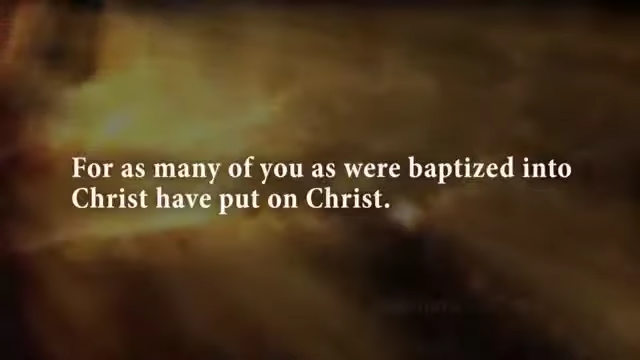 For as many of you as were baptized into
Christ have put on Christ.